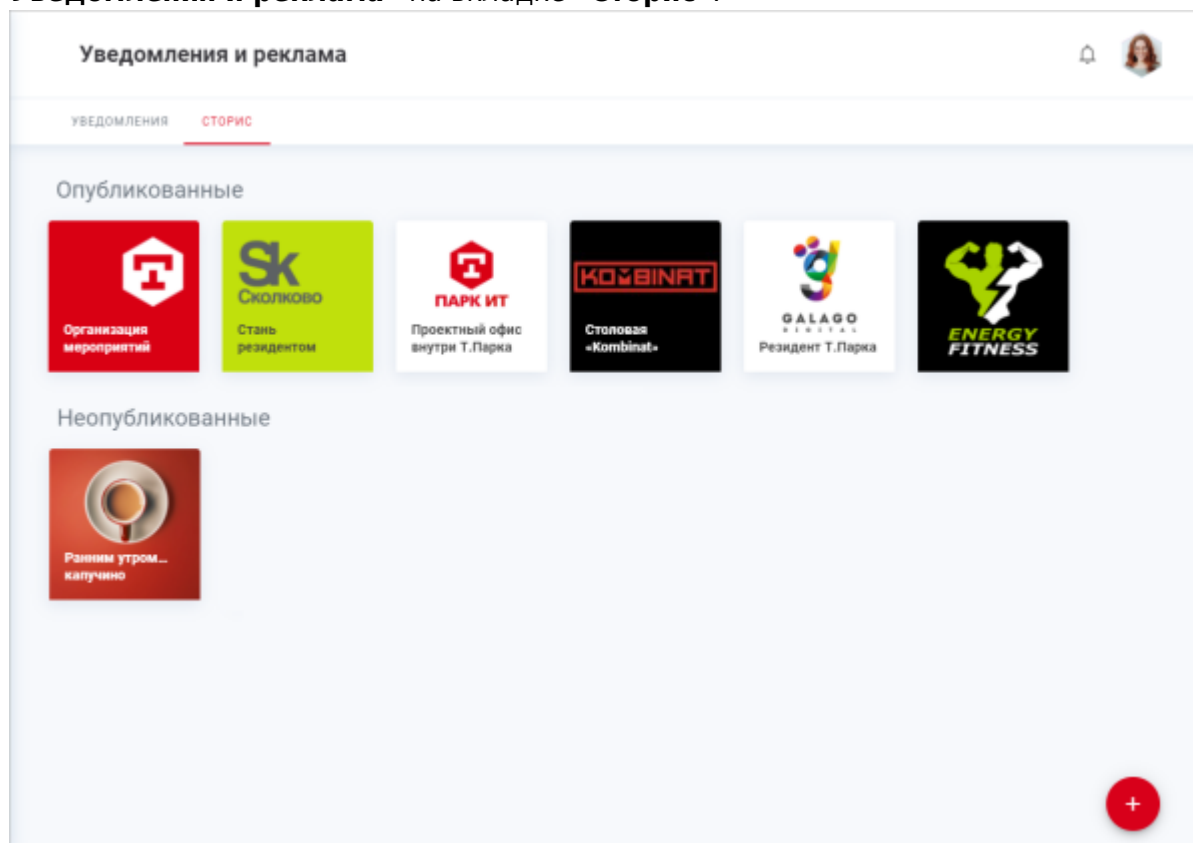 Уведомления и реклама
УВЕДОМЛЕНИЯ СТОРИС
Опубликованные
Организация
мероприятий
Sk
Сколково
Стань
резидентом
Т
ПАРК ИТ
Проектный офис
внутри Т.Парка
KOMBINAT
Столовая
«Kombinat»
g
GALAGO
DIGITAL
Резидент Т.Парка
ENERGY
FITNESS
Неопубликованные
Ранним утром...
капучино
+